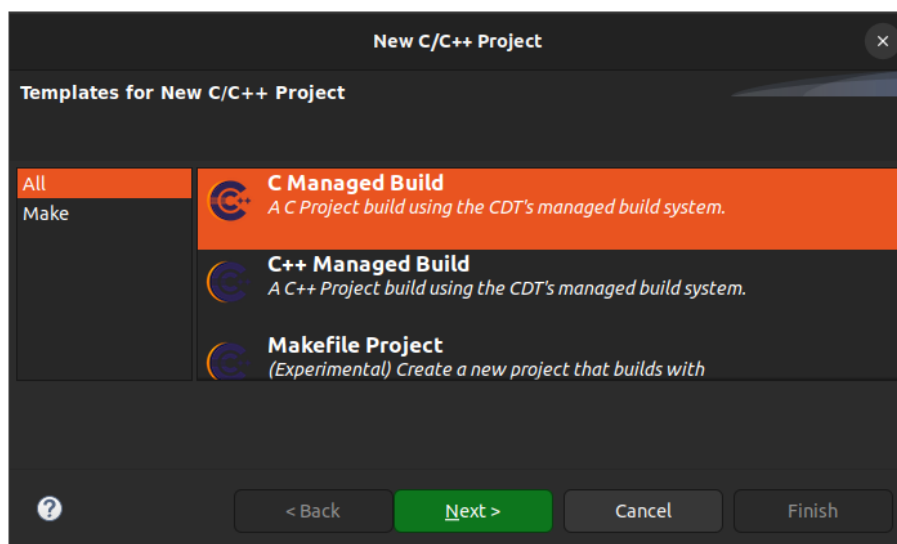 New C/C++ Project
Templates for New C/C++ Project
All
Make
C Managed Build
A C Project build using the CDT's managed build system.
C++ Managed Build
A C++ Project build using the CDT's managed build system.
Makefile Project
(Experimental) Create a new project that builds with
< Back
Next >
Cancel
Finish